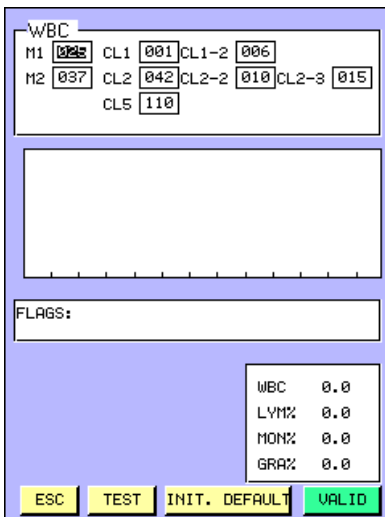 WBC
M1 025 CL1 001 CL1-2 006
M2 037 CL2 042 CL2-2 010 CL2-3 015
CL5 110
FLAGS:
WBC 0.0
LYM% 0.0
MON% 0.0
GRA% 0.0
ESC TEST INIT. DEFAULT VALID